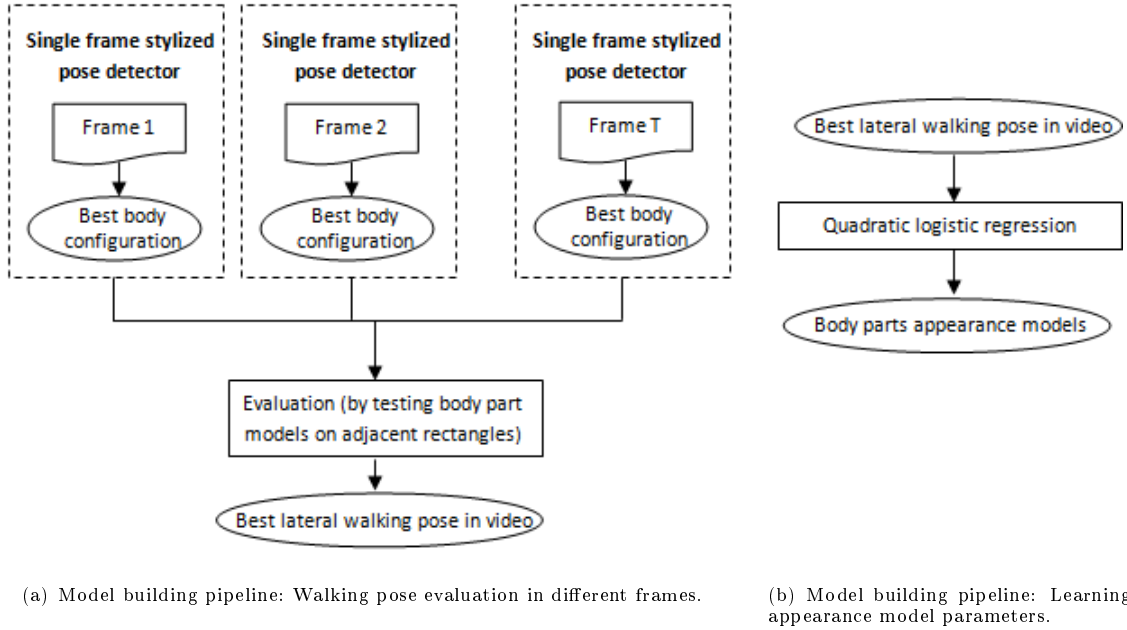 Single frame stylized
pose detector
Frame 1
Best body
configuration
Single frame stylized
pose detector
Frame 2
Best body
configuration
Single frame stylized
pose detector
Frame T
Best body
configuration
Evaluation (by testing body part
models on adjacent rectangles)
Best lateral walking pose in video
(a) Model building pipeline: Walking pose evaluation in different frames.
Best lateral walking pose in video
Quadratic logistic regression
Body parts appearance models
(b) Model building pipeline: Learning
appearance model parameters.